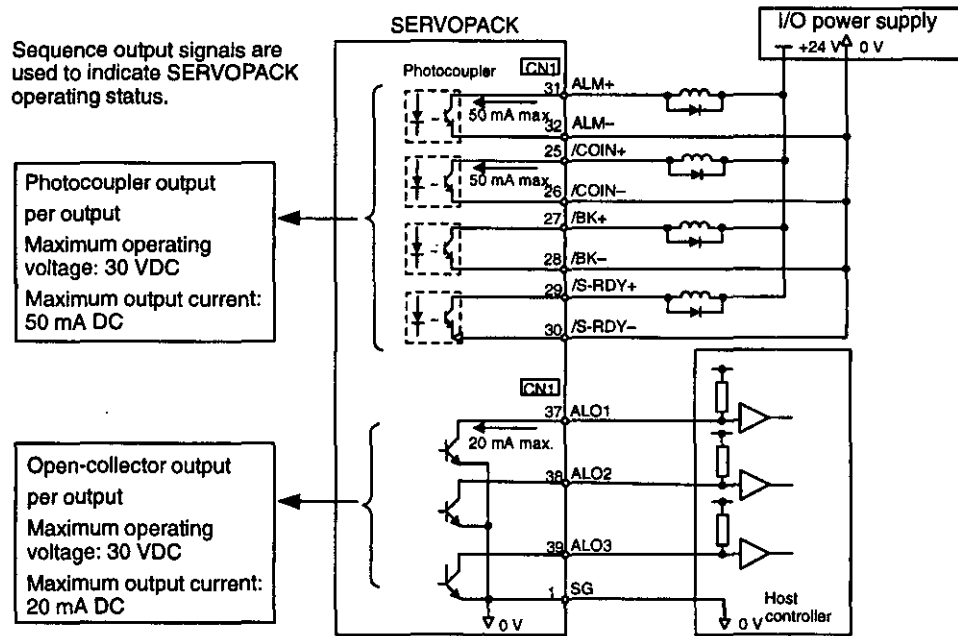 Sequence output signals are
used to indicate SERVOPACK
operating status.
SERVOPACK
I/O power supply
+24 V
0 V
Photocoupler
CN1
31
ALM+
50 mA max.
32
ALM−
25
/COIN+
50 mA max.
26
/COIN−
27
/BK+
28
/BK−
29
/S-RDY+
30
/S-RDY−
Photocoupler output
per output
Maximum operating
voltage: 30 VDC
Maximum output current:
50 mA DC
CN1
37
ALO1
20 mA max.
38
ALO2
39
ALO3
1
SG
0 V
Host
controller
0 V
Open-collector output
per output
Maximum operating
voltage: 30 VDC
Maximum output current:
20 mA DC